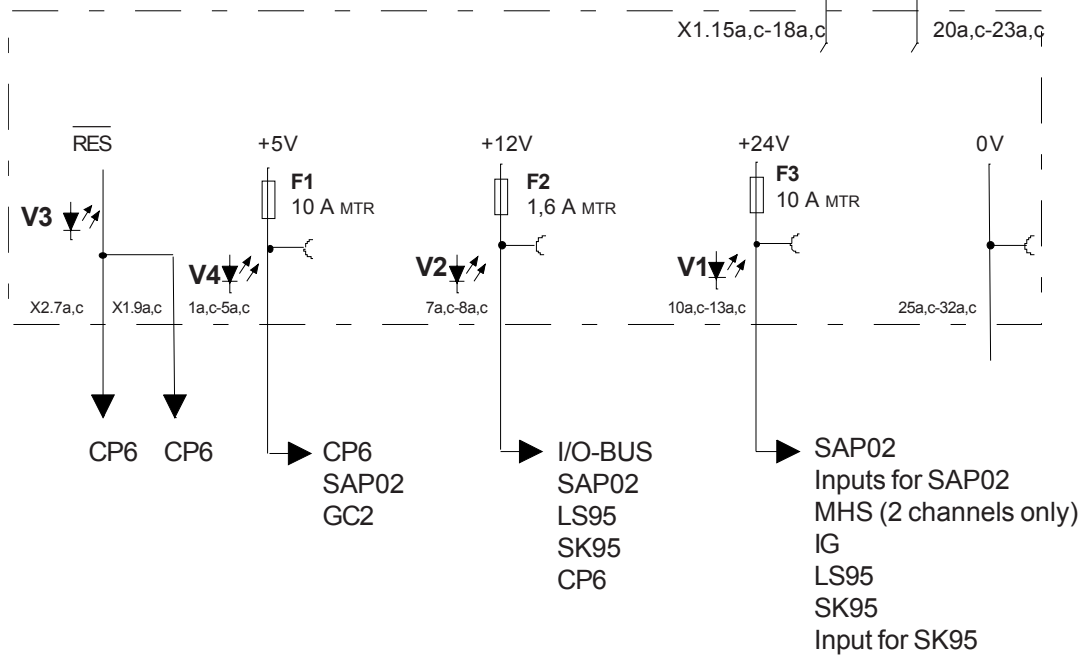 X1.15a,c-18a,c 20a,c-23a,c
RES +5V +12V +24V 0V
F1 F2 F3
10 A MTR 1,6 A MTR 10 A MTR
V3
V4 V2 V1
X2.7a,c X1.9a,c 1a,c-5a,c 7a,c-8a,c 10a,c-13a,c 25a,c-32a,c
CP6 CP6
CP6
SAP02
GC2
I/O-BUS
SAP02
LS95
SK95
CP6
SAP02
Inputs for SAP02
MHS (2 channels only)
IG
LS95
SK95
Input for SK95